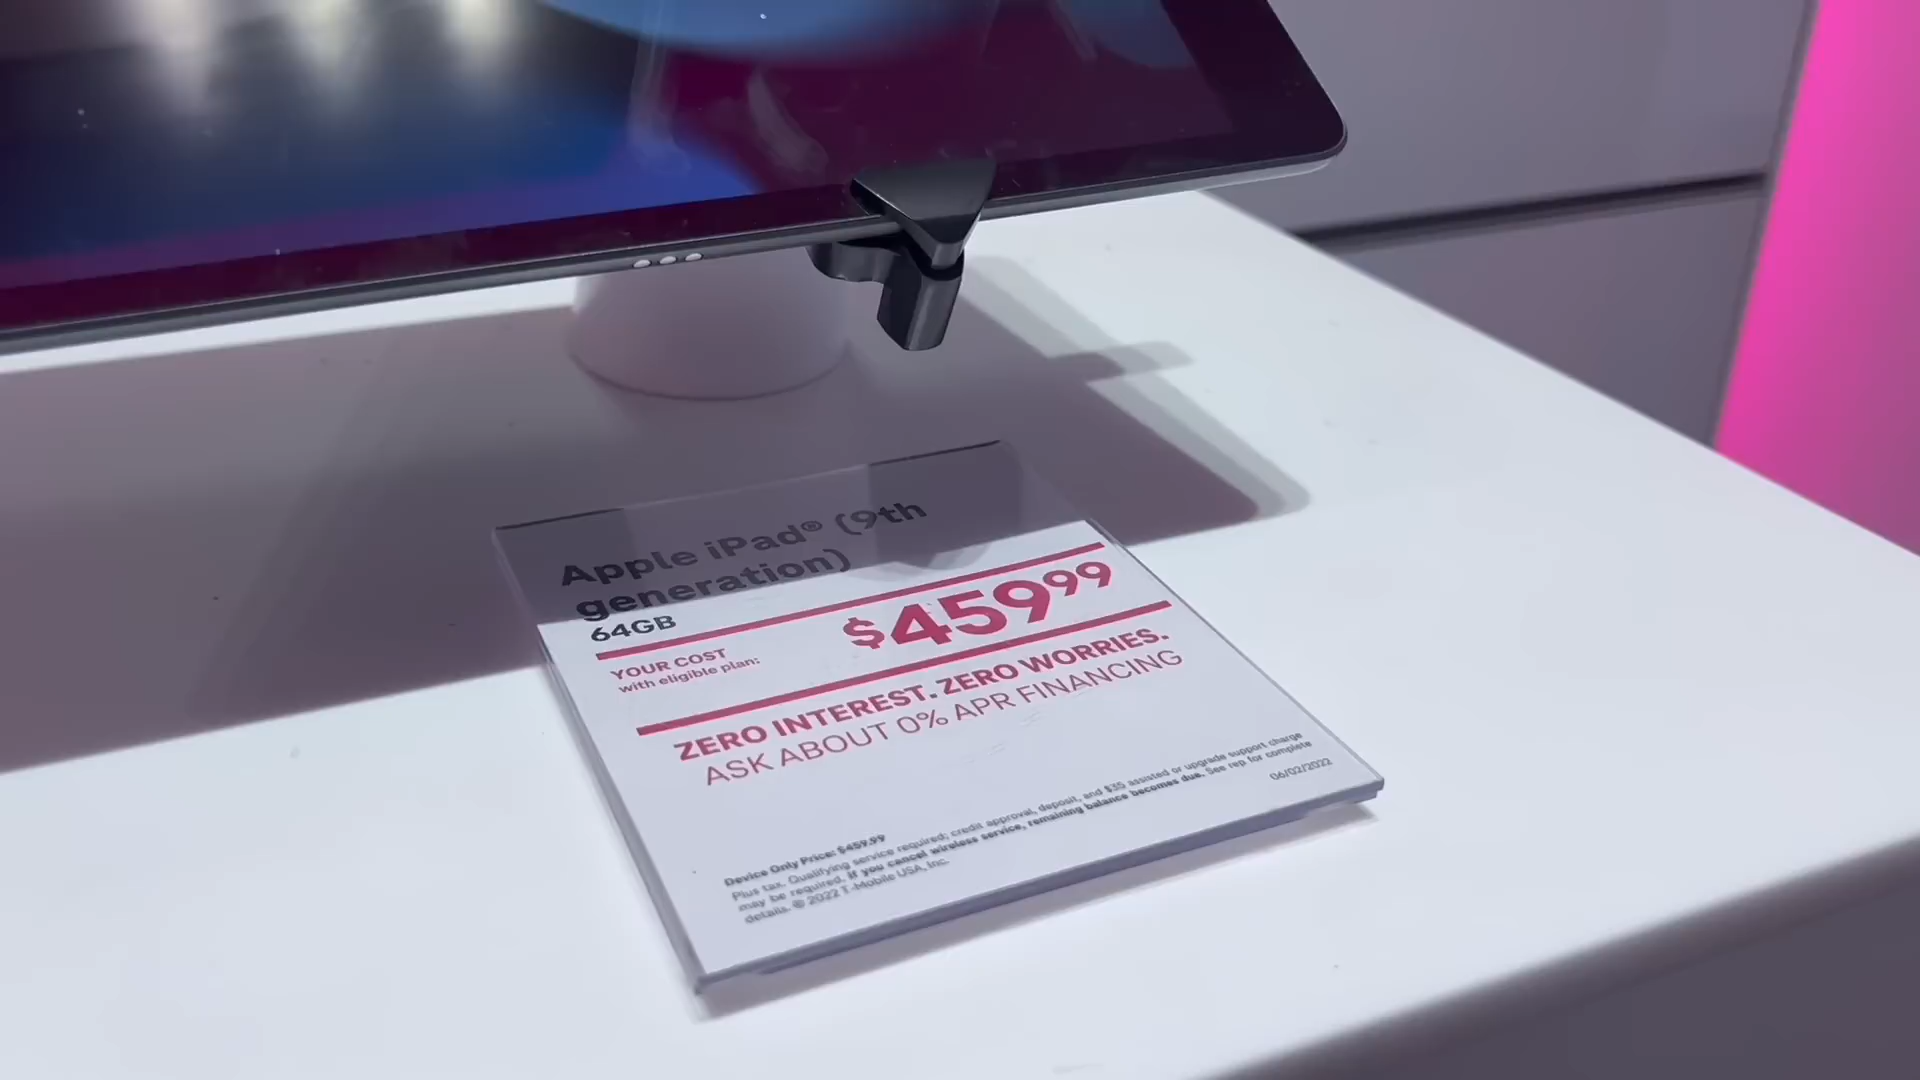 Apple iPad® (9th
generation)
64GB
YOUR COST
with eligible plan:
$459⁹⁹
ZERO INTEREST. ZERO WORRIES.
ASK ABOUT 0% APR FINANCING
Device Only Price: $459.99
Plus tax. Qualifying service required; credit approval, deposit, and $35 assisted or upgrade support charge
may be required. If you cancel wireless service, remaining balance becomes due. See rep for complete
details. © 2022 T-Mobile USA, Inc.
06/02/2022